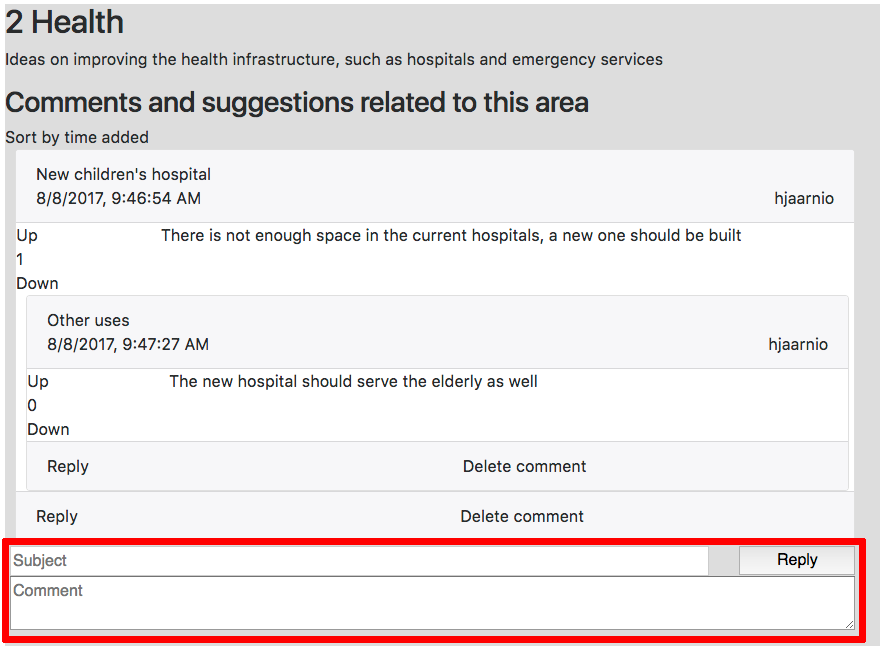 2 Health
Ideas on improving the health infrastructure, such as hospitals and emergency services
Comments and suggestions related to this area
Sort by time added
New children's hospital
8/8/2017, 9:46:54 AM hjaarnio
Up There is not enough space in the current hospitals, a new one should be built
1
Down
Other uses
8/8/2017, 9:47:27 AM hjaarnio
Up The new hospital should serve the elderly as well
0
Down
Reply Delete comment
Reply Delete comment
Subject Reply
Comment